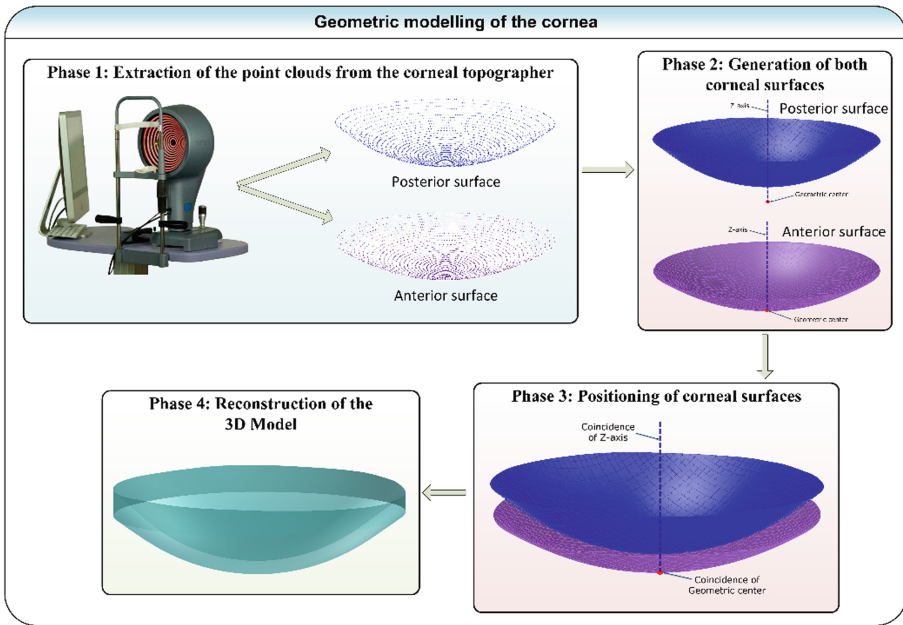 Geometric modelling of the cornea
Phase 1: Extraction of the point clouds from the corneal topographer
Posterior surface
Anterior surface
Phase 2: Generation of both
corneal surfaces
Z-axis
Posterior surface
Geometric center
Z-axis
Anterior surface
Geometric center
Phase 3: Positioning of corneal surfaces
Coincidence
of Z-axis
Coincidence of
Geometric center
Phase 4: Reconstruction of the
3D Model